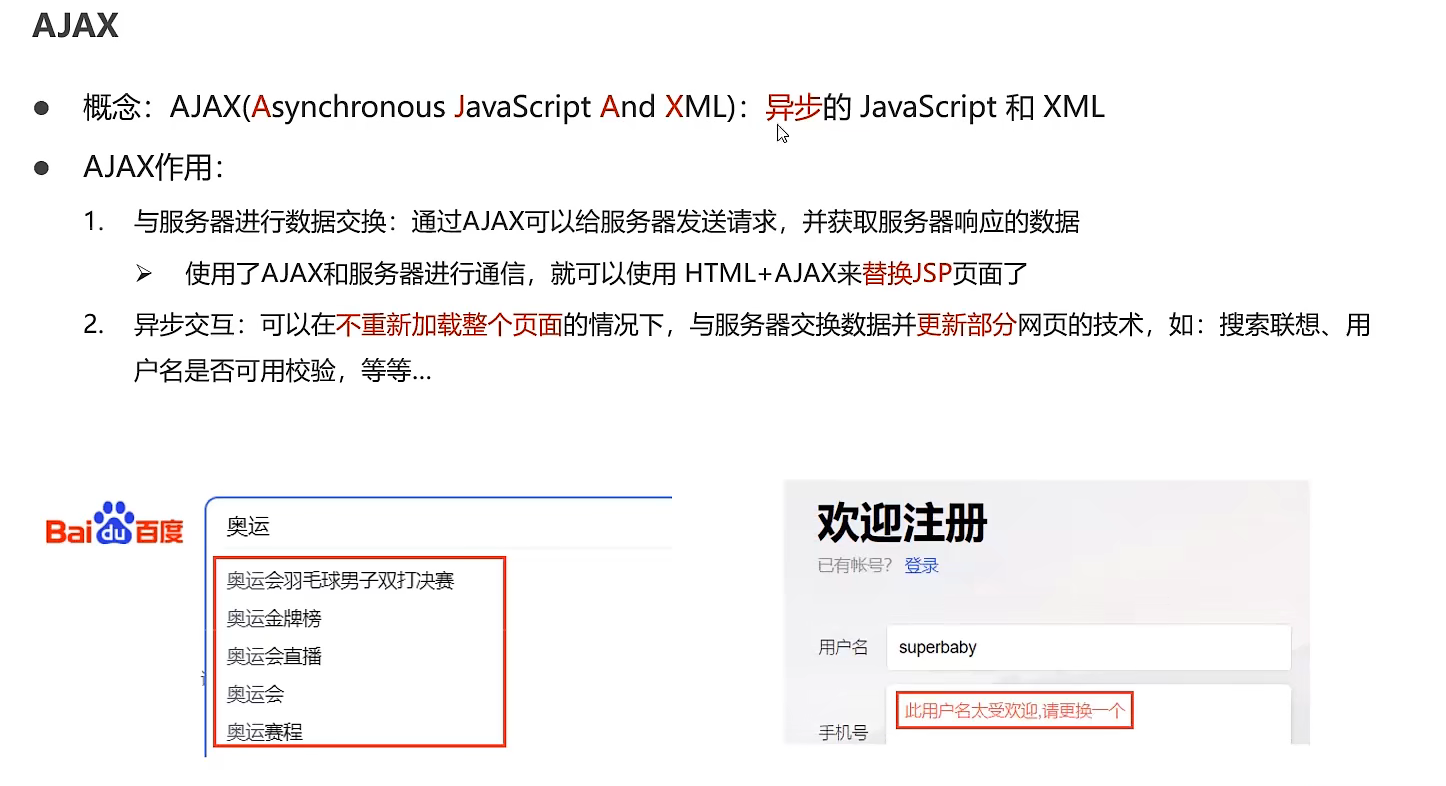 AJAX
● 概念：AJAX(Asynchronous JavaScript And XML)：异步的 JavaScript 和 XML
● AJAX作用：
1. 与服务器进行数据交换：通过AJAX可以给服务器发送请求，并获取服务器响应的数据
➢ 使用了AJAX和服务器进行通信，就可以使用 HTML+AJAX来替换JSP页面了
2. 异步交互：可以在不重新加载整个页面的情况下，与服务器交换数据并更新部分网页的技术，如：搜索联想、用
户名是否可用校验，等等...
Bai du 百度
奥运
奥运会羽毛球男子双打决赛
奥运金牌榜
奥运会直播
奥运会
奥运赛程
欢迎注册
已有帐号? 登录
用户名 superbaby
此用户名太受欢迎,请更换一个
手机号